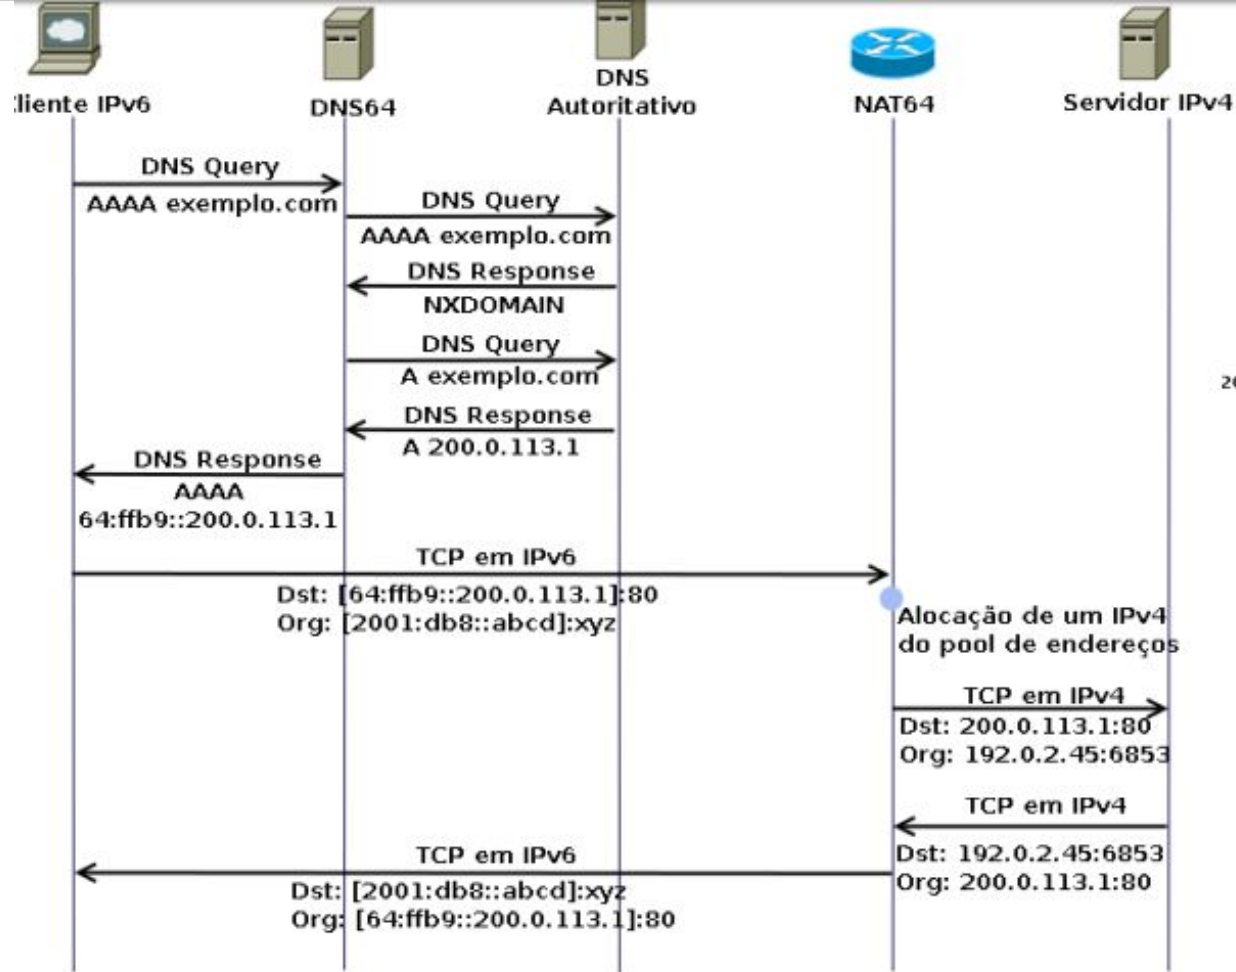 liente IPv6
DNS64
DNS
Autoritativo
NAT64
Servidor IPv4
DNS Query
AAAA exemplo.com
DNS Query
AAAA exemplo.com
DNS Response
NXDOMAIN
DNS Query
A exemplo.com
DNS Response
A 200.0.113.1
DNS Response
AAAA
64:ffb9::200.0.113.1
TCP em IPv6
Dst: [64:ffb9::200.0.113.1]:80
Org: [2001:db8::abcd]:xyz
Alocação de um IPv4
do pool de endereços
TCP em IPv4
Dst: 200.0.113.1:80
Org: 192.0.2.45:6853
TCP em IPv4
Dst: 192.0.2.45:6853
Org: 200.0.113.1:80
TCP em IPv6
Dst: [2001:db8::abcd]:xyz
Org: [64:ffb9::200.0.113.1]:80